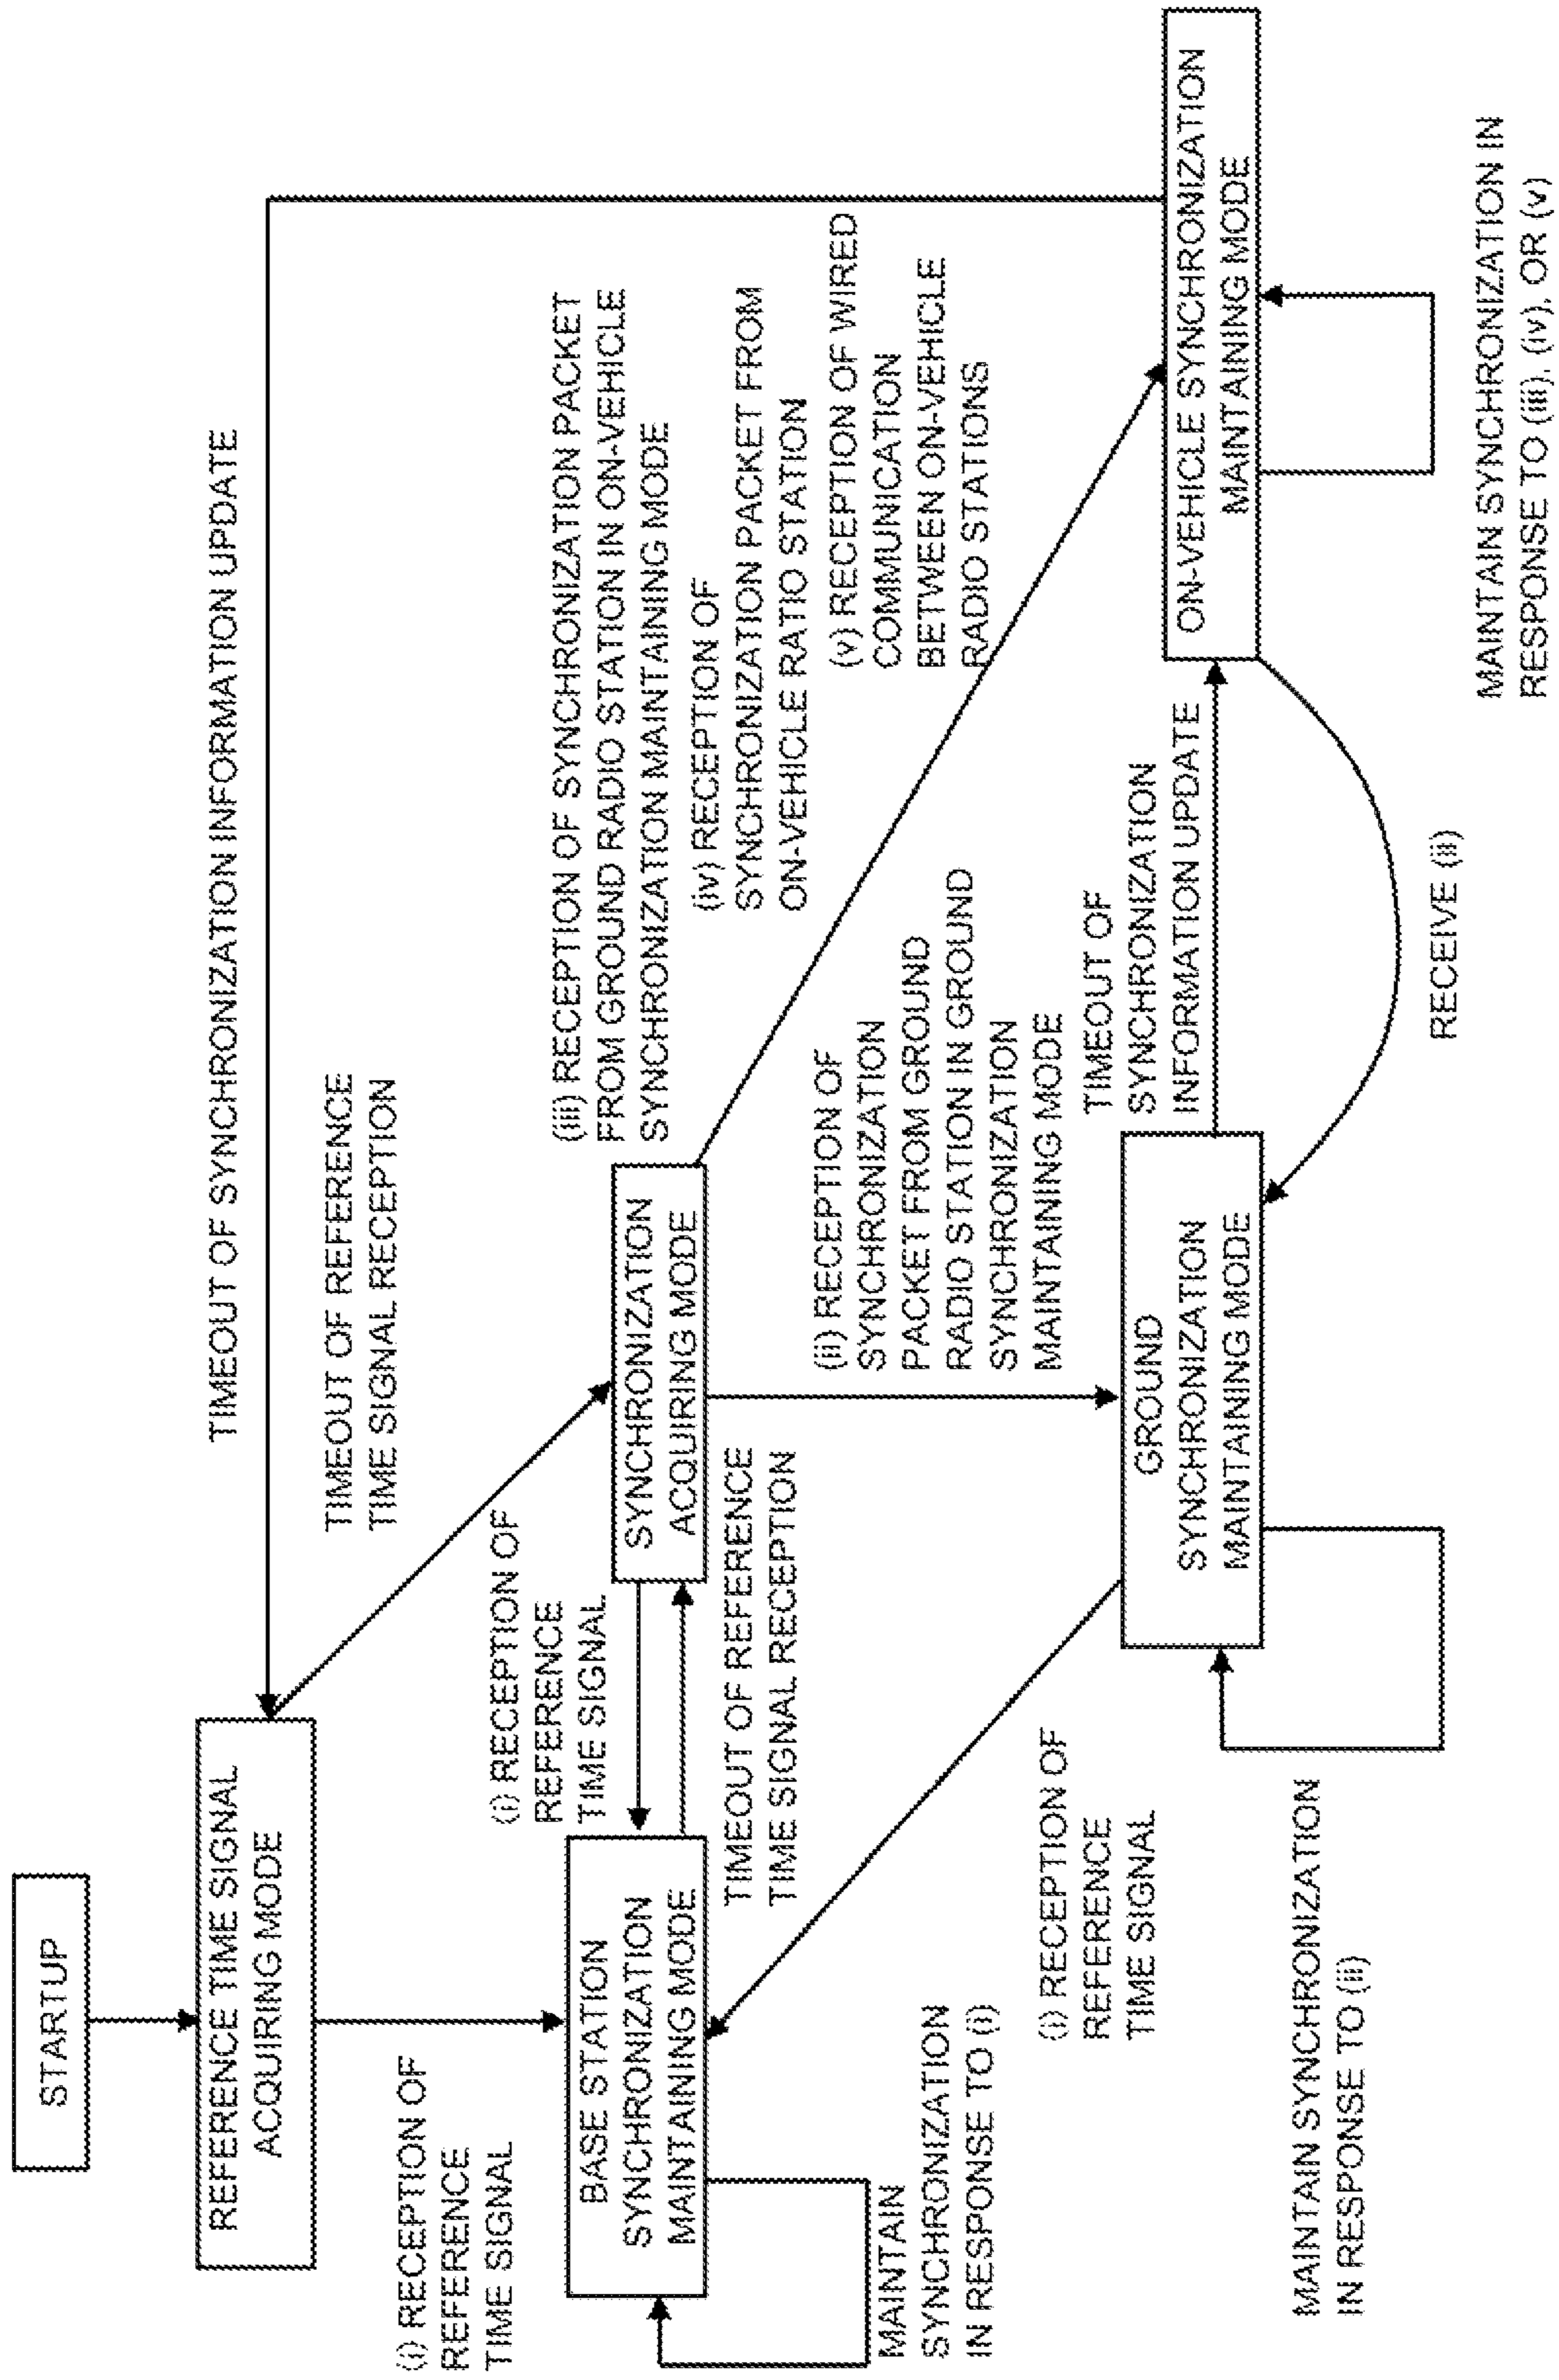 STARTUP
REFERENCE TIME SIGNAL
ACQUIRING MODE
TIMEOUT OF SYNCHRONIZATION INFORMATION UPDATE
TIMEOUT OF REFERENCE
TIME SIGNAL RECEPTION
(i) RECEPTION OF
REFERENCE
TIME SIGNAL
(i) RECEPTION OF
REFERENCE
TIME SIGNAL
(iii) RECEPTION OF SYNCHRONIZATION PACKET
FROM GROUND RADIO STATION IN ON-VEHICLE
SYNCHRONIZATION MAINTAINING MODE
(iv) RECEPTION OF
SYNCHRONIZATION PACKET FROM
ON-VEHICLE RATIO STATION
(v) RECEPTION OF WIRED
COMMUNICATION
BETWEEN ON-VEHICLE
RADIO STATIONS
BASE STATION
SYNCHRONIZATION
MAINTAINING MODE
SYNCHRONIZATION
ACQUIRING MODE
TIMEOUT OF REFERENCE
TIME SIGNAL RECEPTION
(ii) RECEPTION OF
SYNCHRONIZATION
PACKET FROM GROUND
RADIO STATION IN GROUND
SYNCHRONIZATION
MAINTAINING MODE
MAINTAIN
SYNCHRONIZATION
IN RESPONSE TO (i)
(i) RECEPTION OF
REFERENCE
TIME SIGNAL
TIMEOUT OF
SYNCHRONIZATION
INFORMATION UPDATE
GROUND
SYNCHRONIZATION
MAINTAINING MODE
ON-VEHICLE SYNCHRONIZATION
MAINTAINING MODE
MAINTAIN SYNCHRONIZATION
IN RESPONSE TO (ii)
RECEIVE (ii)
MAINTAIN SYNCHRONIZATION IN
RESPONSE TO (iii), (iv), OR (v)